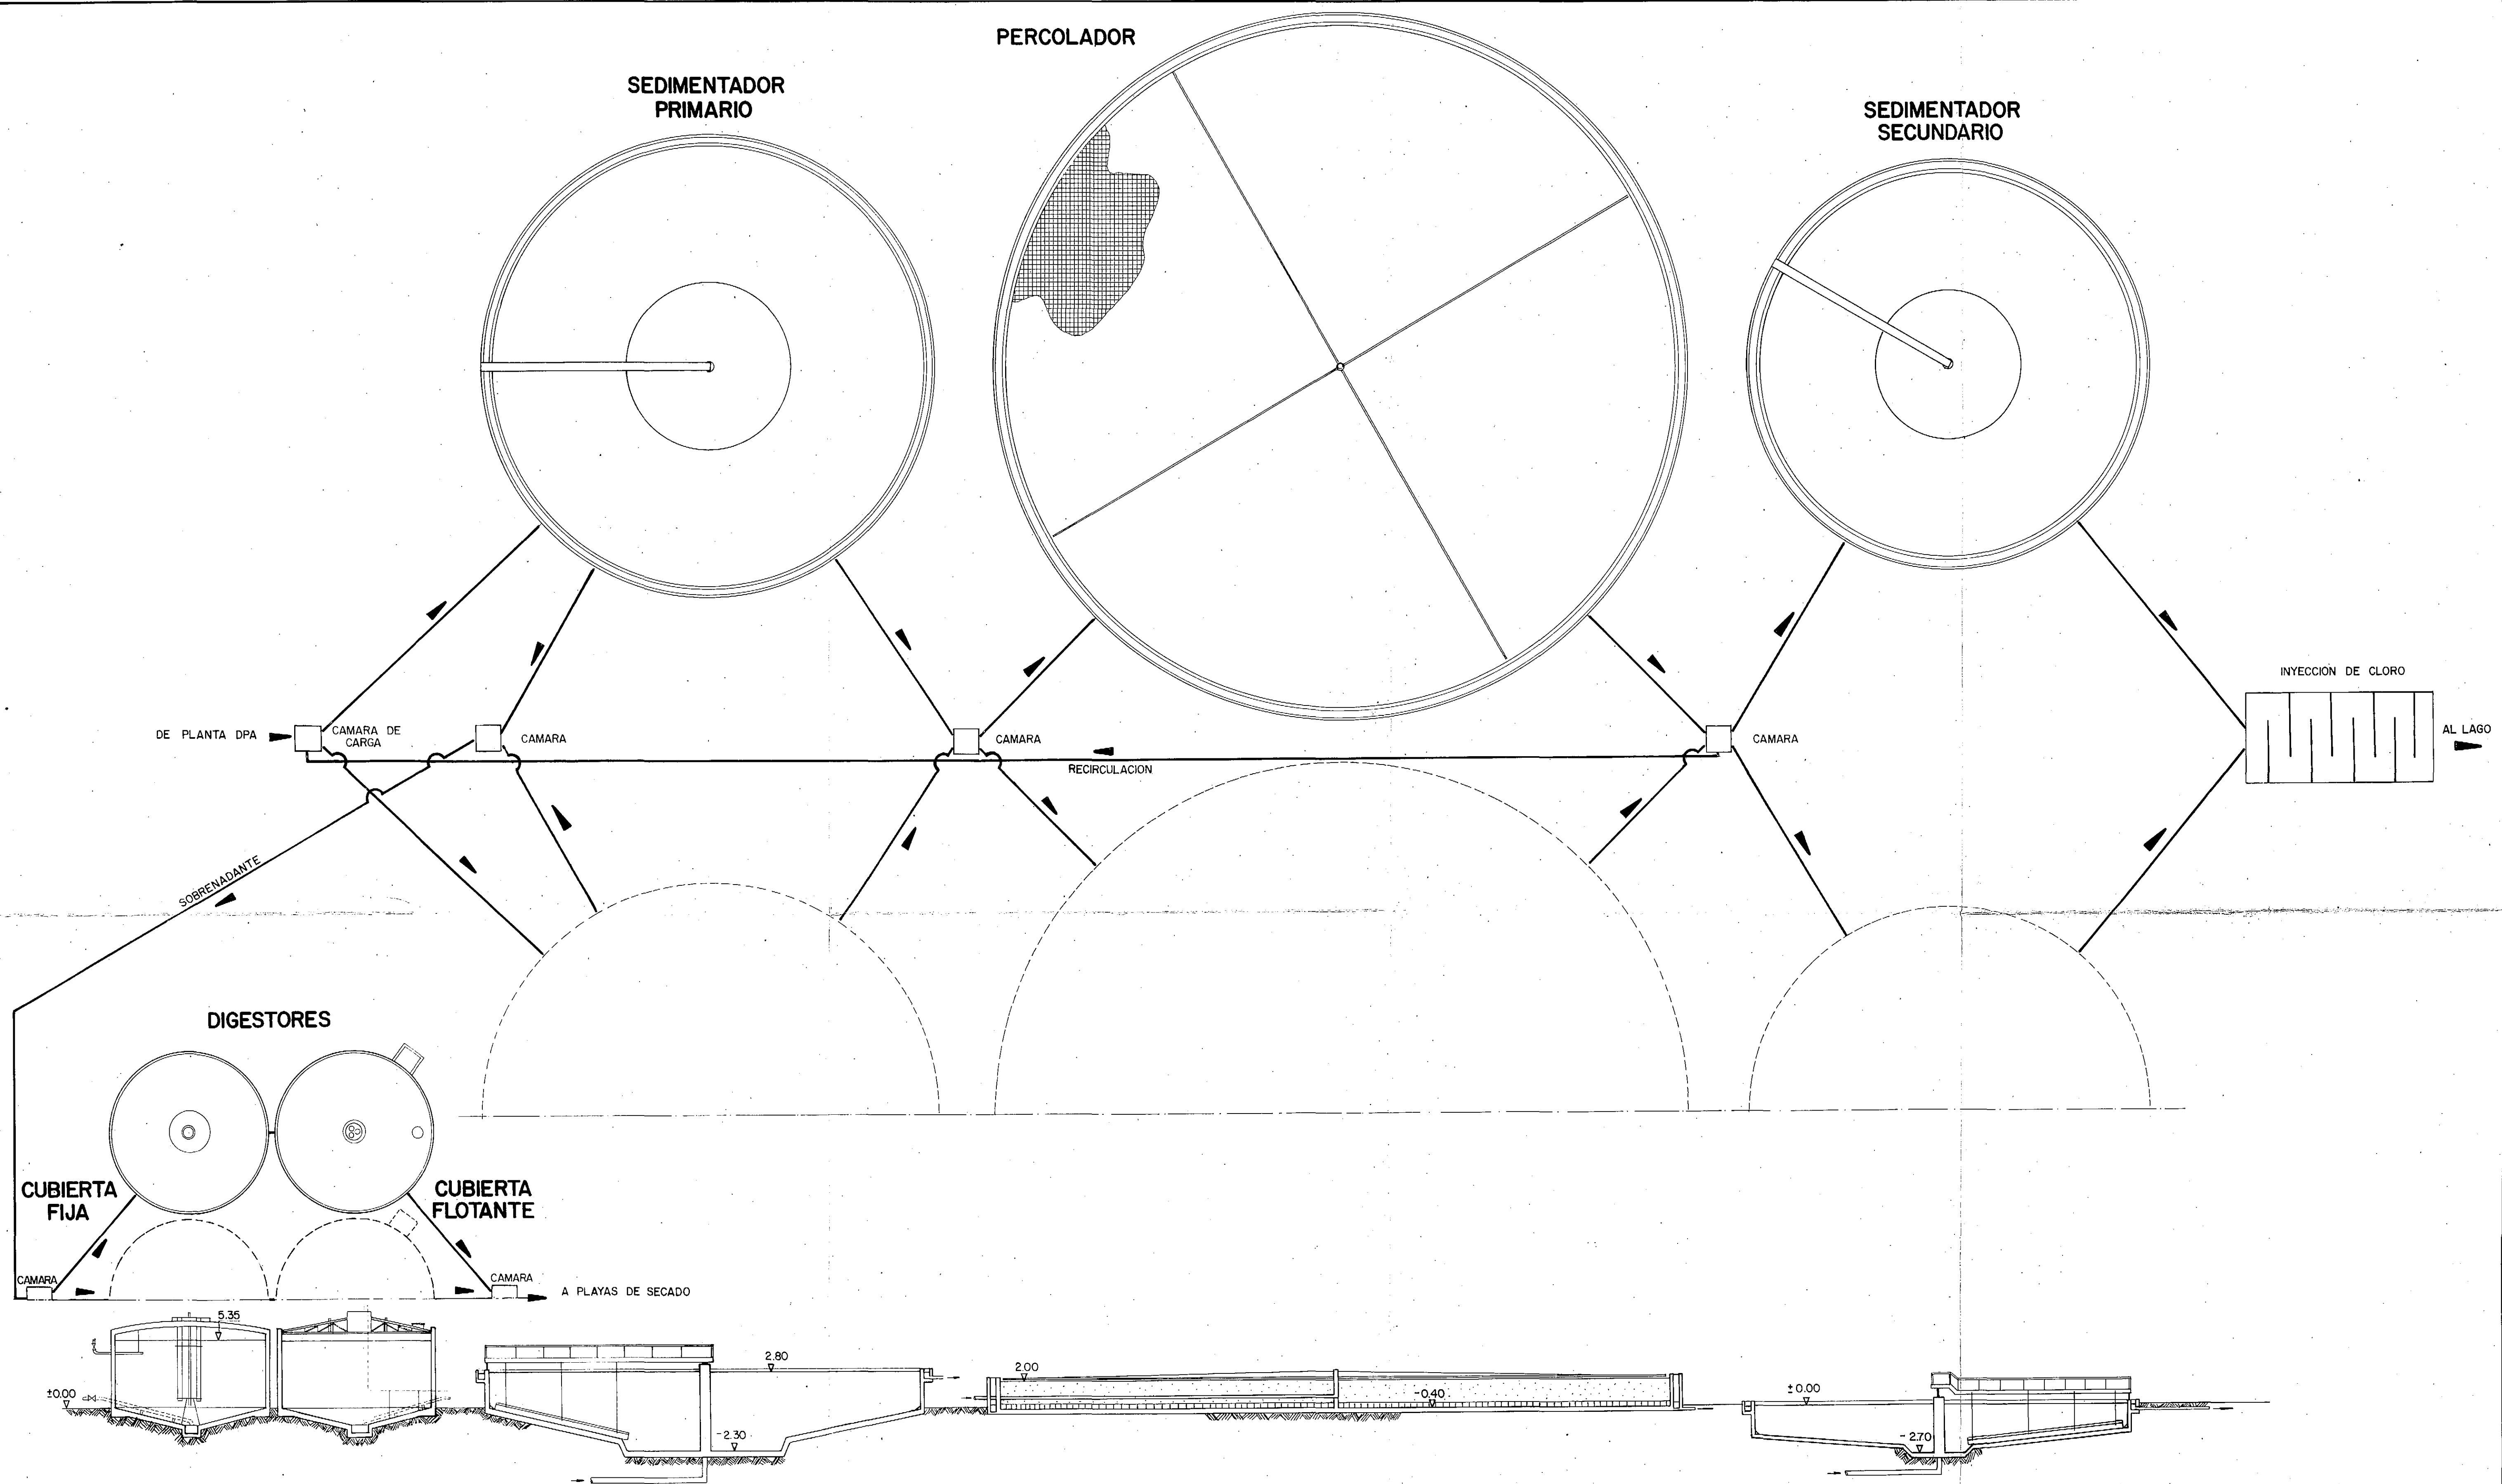 PERCOLADOR
SEDIMENTADOR
PRIMARIO
SEDIMENTADOR
SECUNDARIO
INYECCION DE CLORO
DE PLANTA DPA
CAMARA DE
CARGA
CAMARA
CAMARA
CAMARA
AL LAGO
RECIRCULACION
SOBRENADANTE
DIGESTORES
CUBIERTA
FIJA
CUBIERTA
FLOTANTE
CAMARA
CAMARA
A PLAYAS DE SECADO
5.35
±0.00
2.80
-2.30
2.00
-0.40
±0.00
-2.70